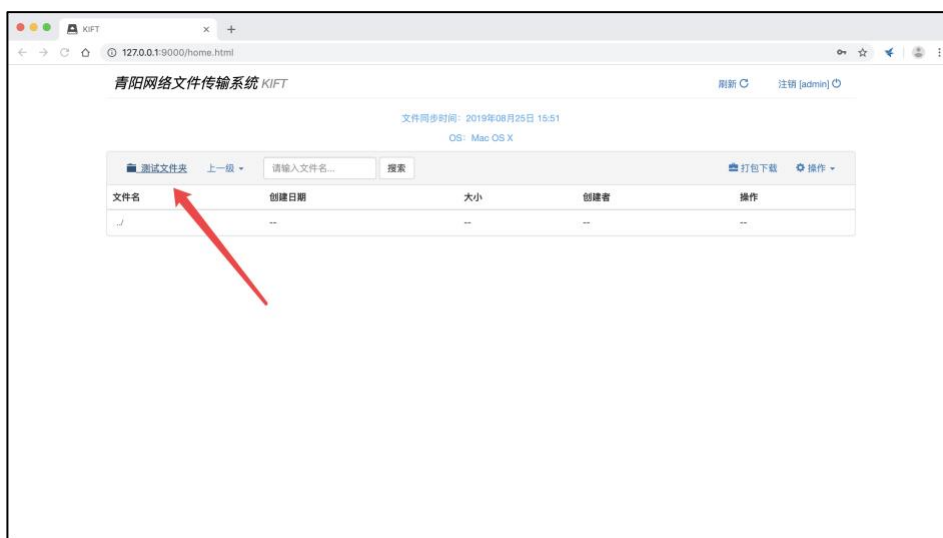 KIFT
127.0.0.1:9000/home.html
青阳网络文件传输系统 KIFT 刷新 注销 [admin]
文件同步时间：2019年08月25日 15:51
OS：Mac OS X
测试文件夹 上一级 请输入文件名... 搜索 打包下载 操作
文件名 创建日期 大小 创建者 操作
../ -- -- -- --